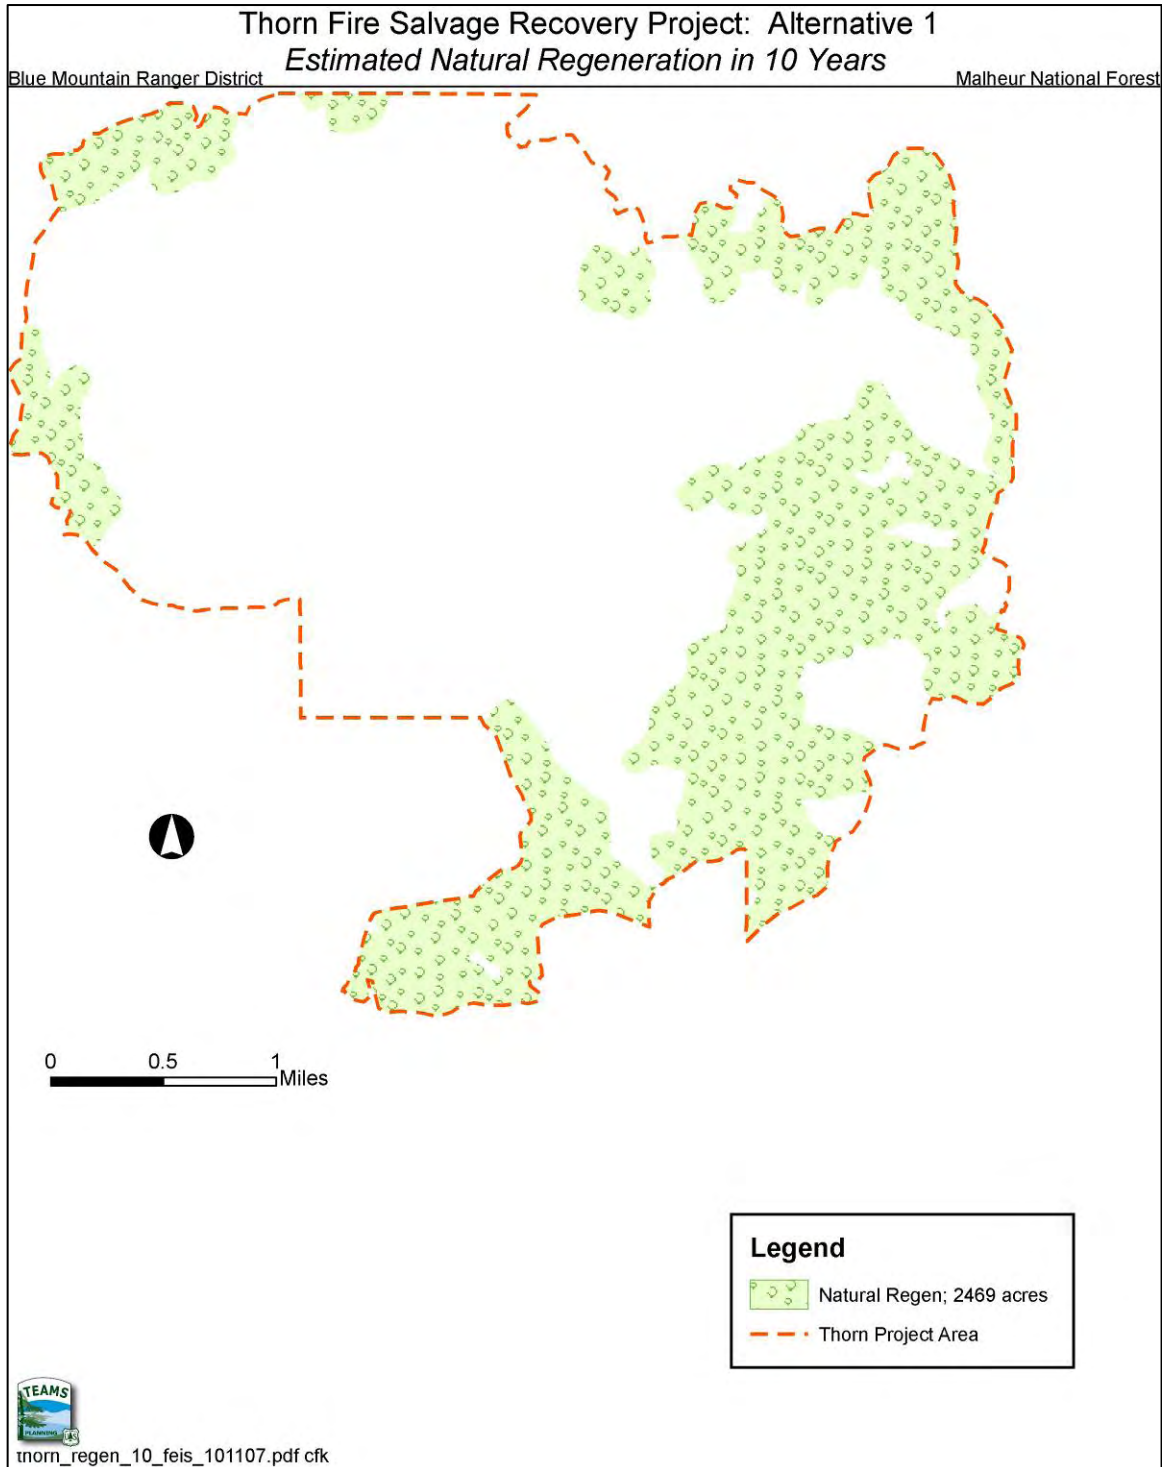 Thorn Fire Salvage Recovery Project: Alternative 1
Estimated Natural Regeneration in 10 Years
Blue Mountain Ranger District
Malheur National Forest
0 0.5 1
Miles
Legend
Natural Regen; 2469 acres
Thorn Project Area
TEAMS
PLANNING
thorn_regen_10_feis_101107.pdf cfk